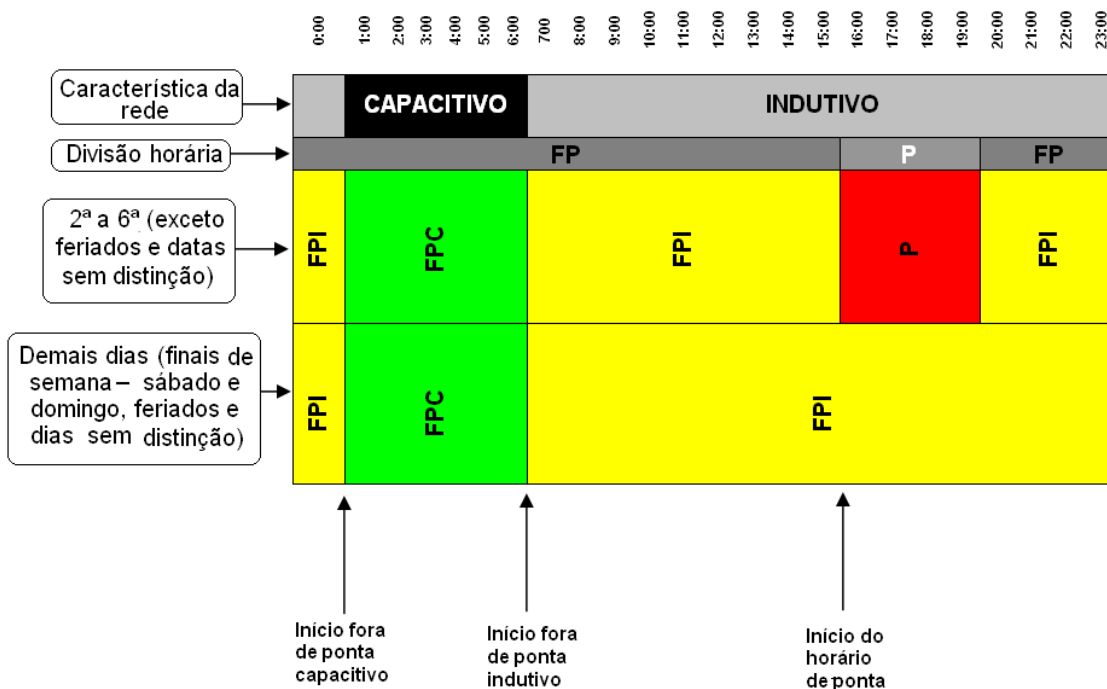 0:00 1:00 2:00 3:00 4:00 5:00 6:00 700 8:00 9:00 10:00 11:00 12:00 13:00 14:00 15:00 16:00 17:00 18:00 19:00 20:00 21:00 22:00 23:00
Característica da
rede
CAPACITIVO INDUTIVO
Divisão horária
FP P FP
2ª a 6ª (exceto
feriados e datas
sem distinção)
FPI FPC FPI P FPI
Demais dias (finais de
semana – sábado e
domingo, feriados e
dias sem distinção)
FPI FPC FPI
Início fora
de ponta
capacitivo
Início fora
de ponta
indutivo
Início do
horário
de ponta